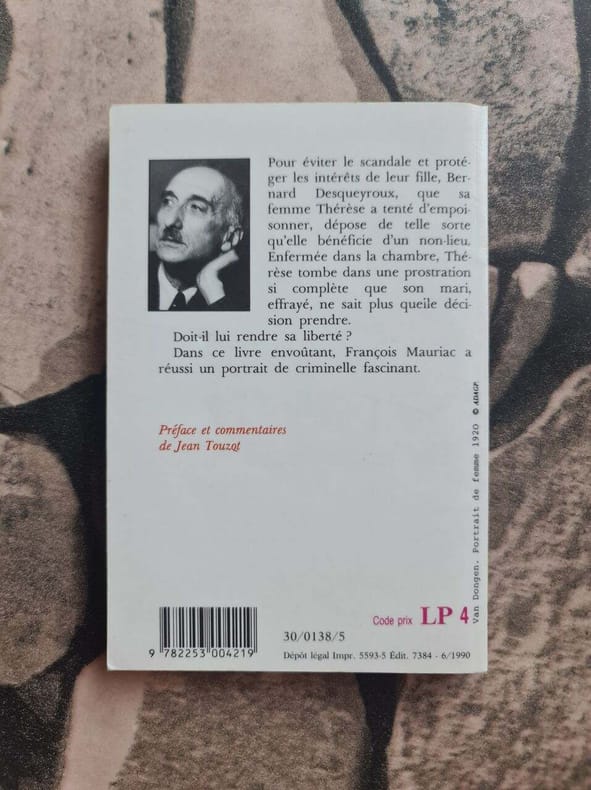 Pour éviter le scandale et proté-
ger les intérêts de leur fille, Ber-
nard Desqueyroux, que sa
femme Thérèse a tenté d'empoi-
sonner, dépose de telle sorte
qu'elle bénéficie d'un non-lieu.
Enfermée dans la chambre, Thé-
rèse tombe dans une prostration
si complète que son mari,
effrayé, ne sait plus quelle déci-
sion prendre.
Doit-il lui rendre sa liberté ?
Dans ce livre envoûtant, François Mauriac a
réussi un portrait de criminelle fascinant.
Préface et commentaires
de Jean Touzot
Van Dongen. Portrait de femme 1920 © ADAGP.
Code prix LP 4
9 782253 004219
30/0138/5
Dépôt légal Impr. 5593-5 Édit. 7384 - 6/1990